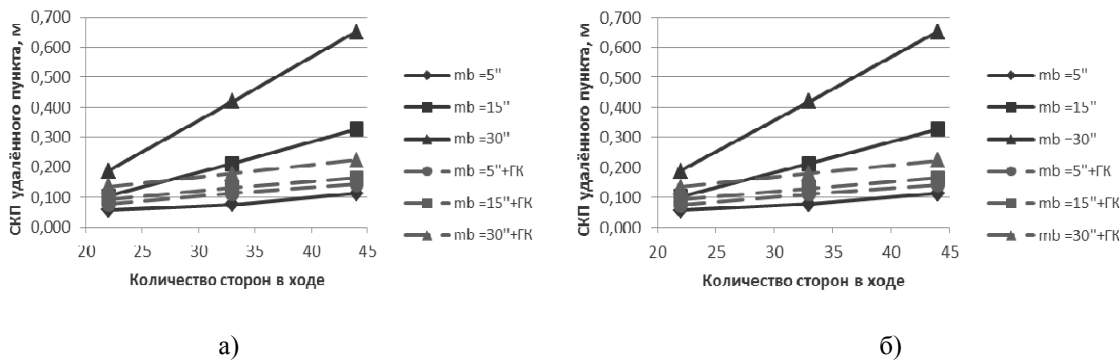 0,700
0,600
0,500
0,400
0,300
0,200
0,100
0,000
СКП удалённого пункта, м
20 25 30 35 40 45
Количество сторон в ходе
mb =5"
mb =15"
mb =30"
mb =5"+ГК
mb =15"+ГК
mb =30"+ГК
а)
0,700
0,600
0,500
0,400
0,300
0,200
0,100
0,000
СКП удалённого пункта, м
20 25 30 35 40 45
Количество сторон в ходе
mb =5"
mb =15"
mb =30"
mb =5"+ГК
mb =15"+ГК
mb =30"+ГК
б)